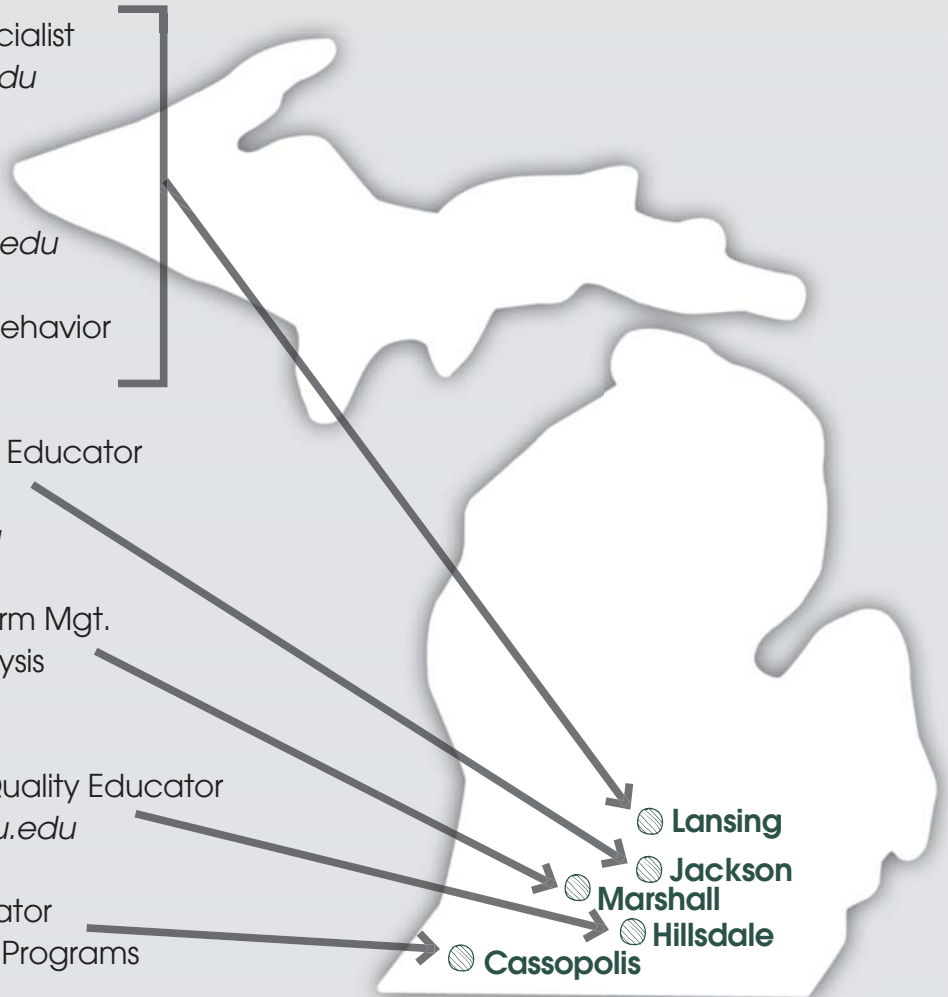 cialist
du
edu
ehavior
Educator
rm Mgt.
ysis
uality Educator
u.edu
ator
Programs
Lansing
Jackson
Marshall
Hillsdale
Cassopolis